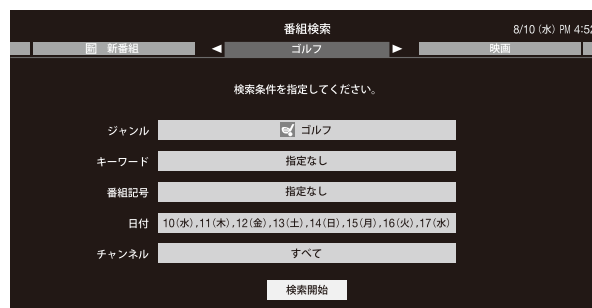 番組検索
8/10 (水) PM 4:52
新 新番組 ◀ ゴルフ ▶ 映画
検索条件を指定してください。
ジャンル ゴルフ
キーワード 指定なし
番組記号 指定なし
日付 10(水),11(木),12(金),13(土),14(日),15(月),16(火),17(水)
チャンネル すべて
検索開始